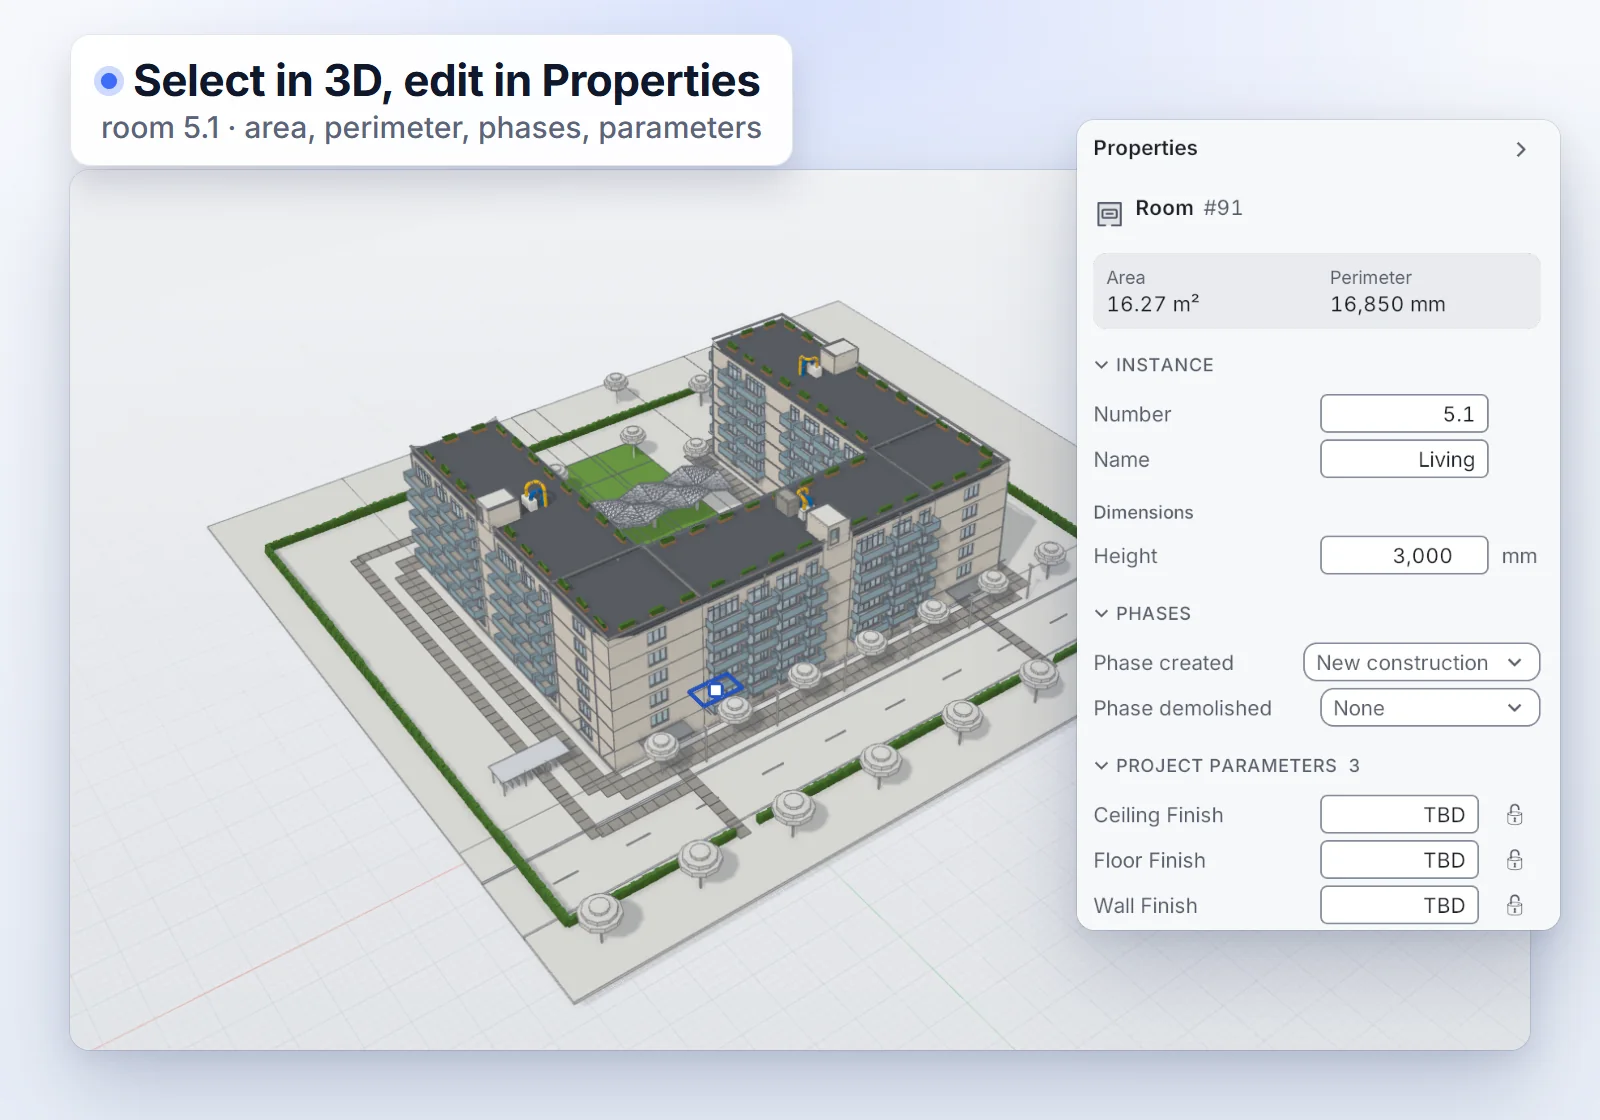 Select in 3D, edit in Properties
room 5.1 · area, perimeter, phases, parameters
Properties
Room #91
Area
Perimeter
16.27 m²
16,850 mm
INSTANCE
Number 5.1
Name Living
Dimensions
Height 3,000 mm
PHASES
Phase created New construction
Phase demolished None
PROJECT PARAMETERS 3
Ceiling Finish TBD
Floor Finish TBD
Wall Finish TBD